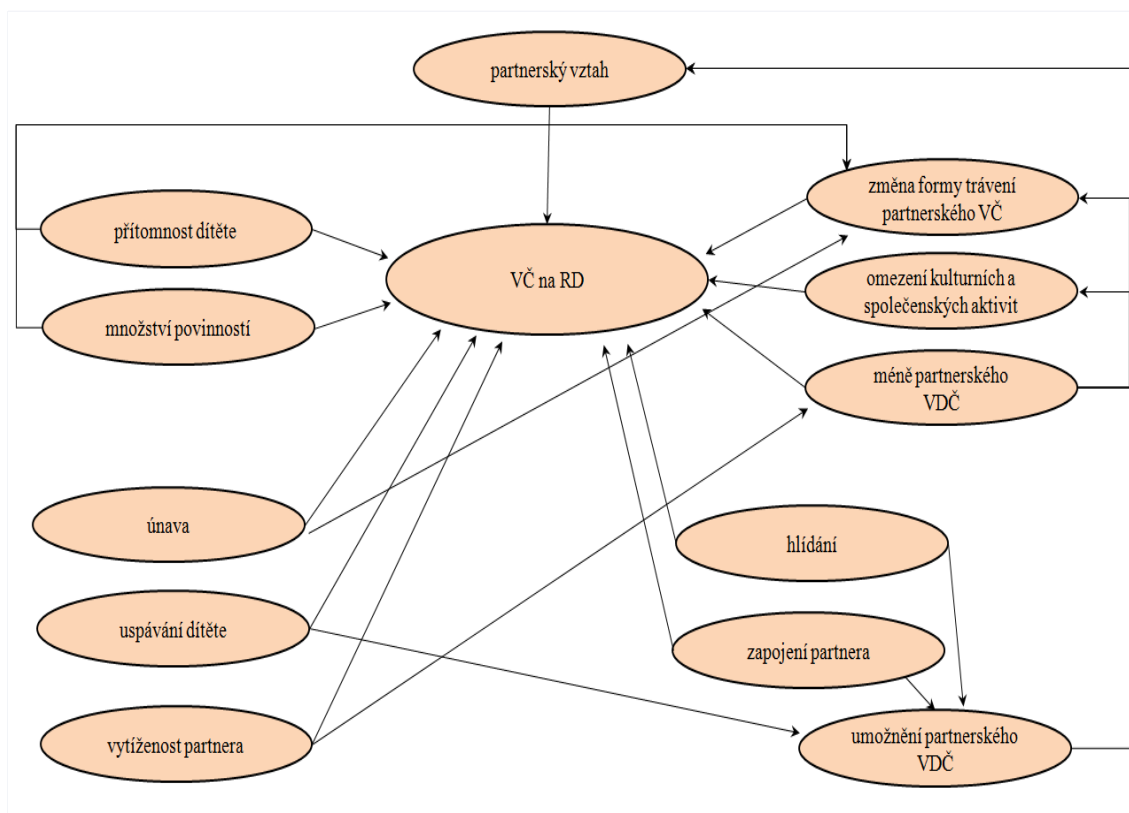 partnerský vztah
přítomnost dítěte
množství povinností
VČ na RD
změna formy trávení
partnerského VČ
omezení kulturních a
společenských aktivit
méně partnerského
VDČ
únava
uspávání dítěte
vytíženost partnera
hlídání
zapojení partnera
umožnění partnerského
VDČ